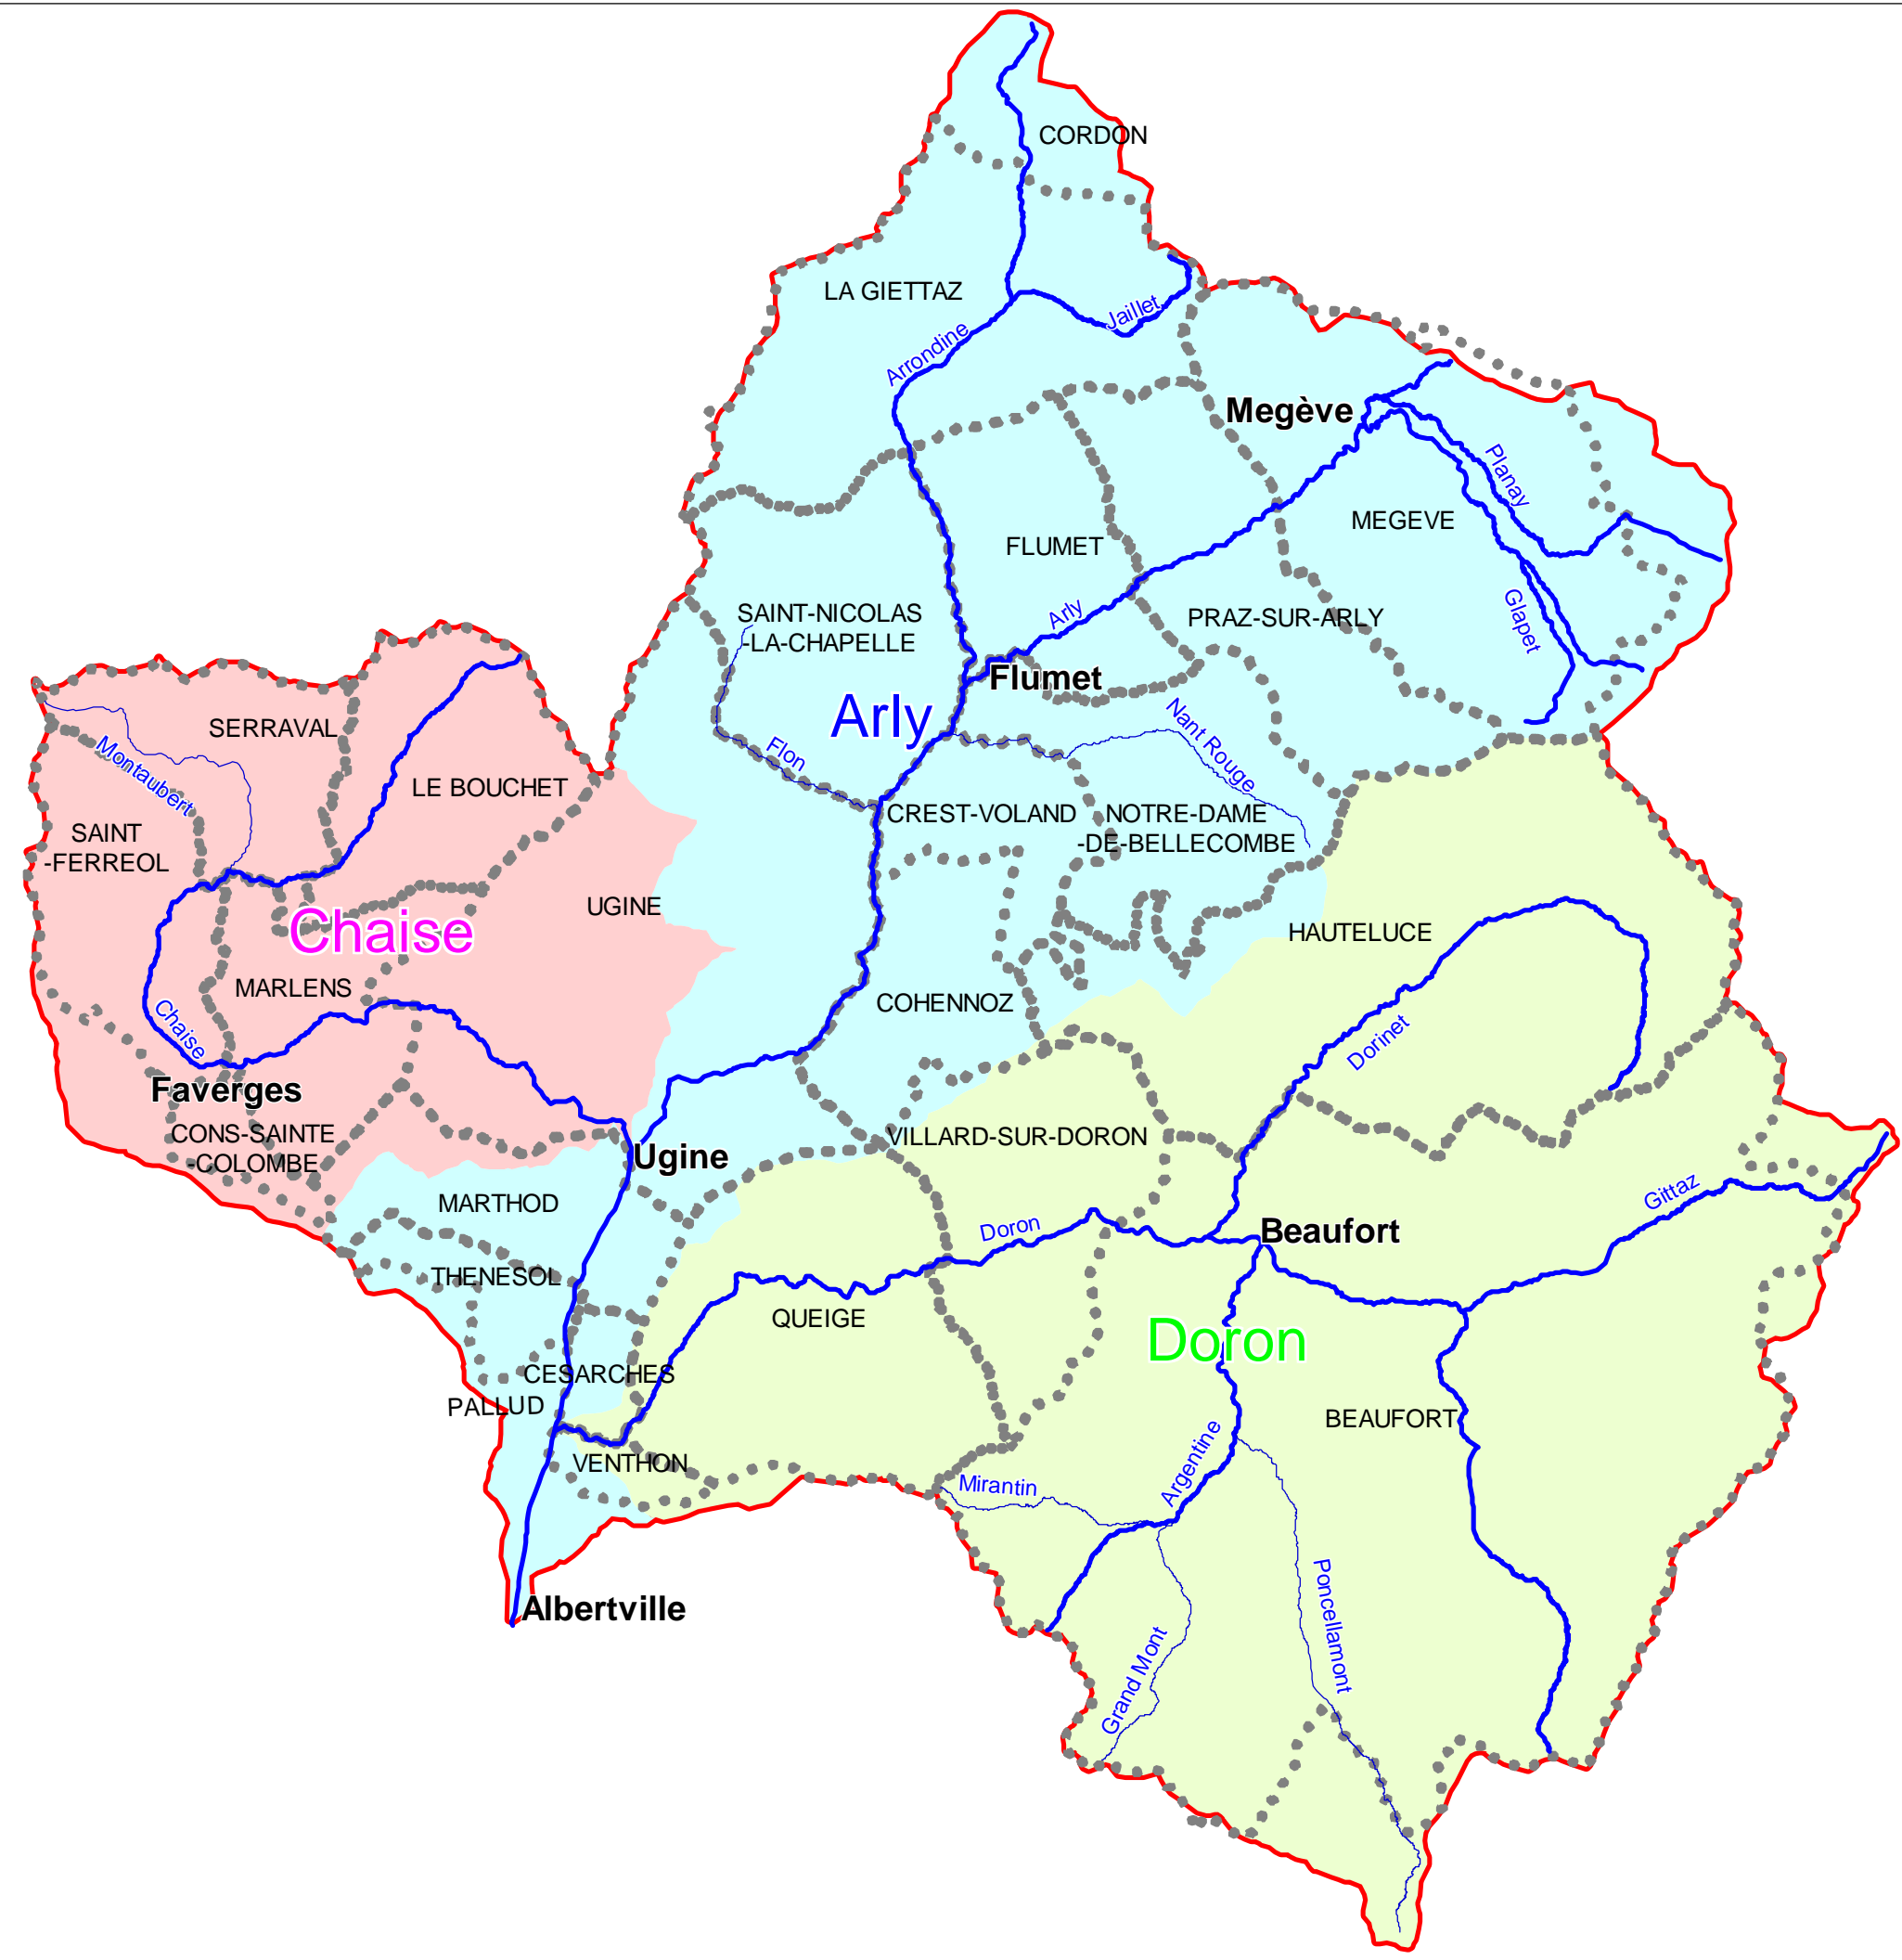 CORDON
LA GIETTAZ
Jaillet
Arrondine
Megève
Planay
MEGEVE
FLUMET
Glapet
SAINT-NICOLAS
-LA-CHAPELLE
Arly
PRAZ-SUR-ARLY
Flumet
Arly
Nant Rouge
Flon
SERRAVAL
Montaubert
LE BOUCHET
SAINT
-FERREOL
CREST-VOLAND
NOTRE-DAME
-DE-BELLECOMBE
UGINE
Chaise
HAUTELUCE
MARLENS
COHENNOZ
Chaise
Dorinet
Faverges
CONS-SAINTE
-COLOMBE
VILLARD-SUR-DORON
Ugine
MARTHOD
Gittaz
Doron
Beaufort
THENESOL
QUEIGE
Doron
CESARCHES
PALLUD
BEAUFORT
VENTHON
Argentine
Mirantin
Albertville
Poncellamont
Grand Mont